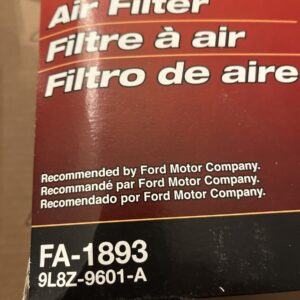 Air Filter
Filtre à air
Filtro de aire
Recommended by Ford Motor Company.
Recommandé par Ford Motor Company.
Recomendado por Ford Motor Company.
FA-1893
9L8Z-9601-A